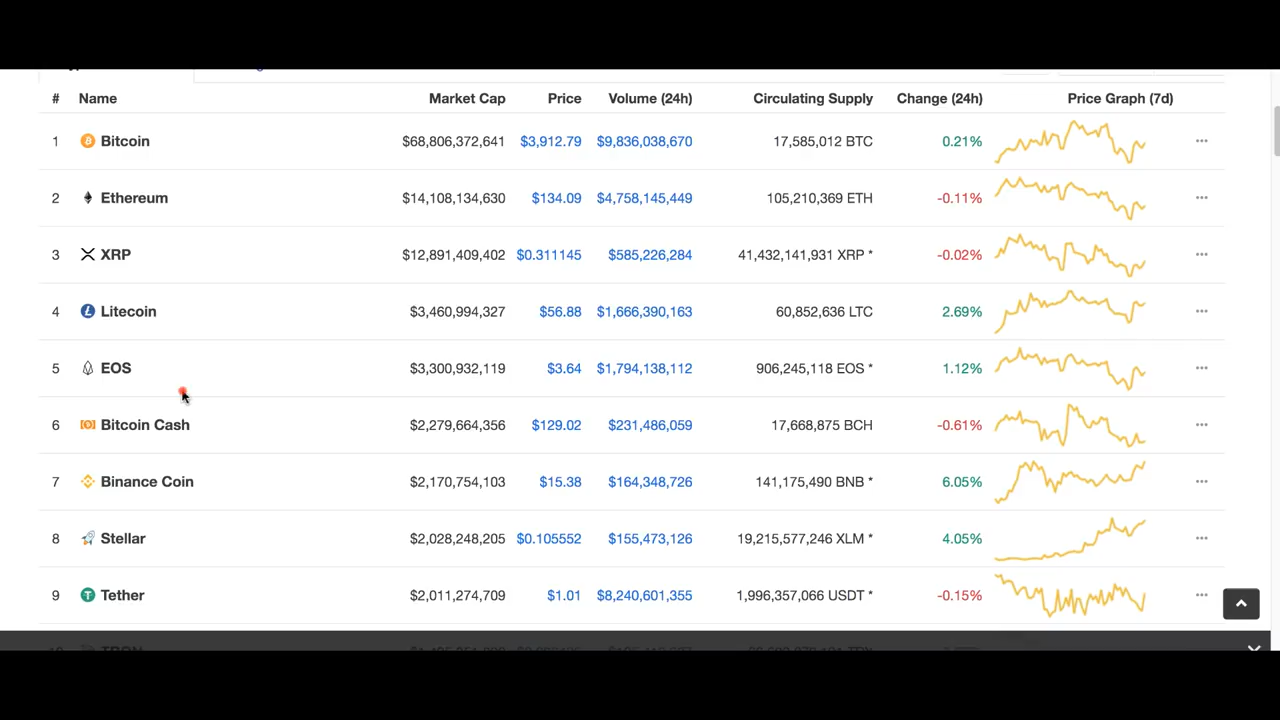 # Name Market Cap Price Volume (24h) Circulating Supply Change (24h) Price Graph (7d)
1 Bitcoin $68,806,372,641 $3,912.79 $9,836,038,670 17,585,012 BTC 0.21%
2 Ethereum $14,108,134,630 $134.09 $4,758,145,449 105,210,369 ETH -0.11%
3 XRP $12,891,409,402 $0.311145 $585,226,284 41,432,141,931 XRP * -0.02%
4 Litecoin $3,460,994,327 $56.88 $1,666,390,163 60,852,636 LTC 2.69%
5 EOS $3,300,932,119 $3.64 $1,794,138,112 906,245,118 EOS * 1.12%
6 Bitcoin Cash $2,279,664,356 $129.02 $231,486,059 17,668,875 BCH -0.61%
7 Binance Coin $2,170,754,103 $15.38 $164,348,726 141,175,490 BNB * 6.05%
8 Stellar $2,028,248,205 $0.105552 $155,473,126 19,215,577,246 XLM * 4.05%
9 Tether $2,011,274,709 $1.01 $8,240,601,355 1,996,357,066 USDT * -0.15%